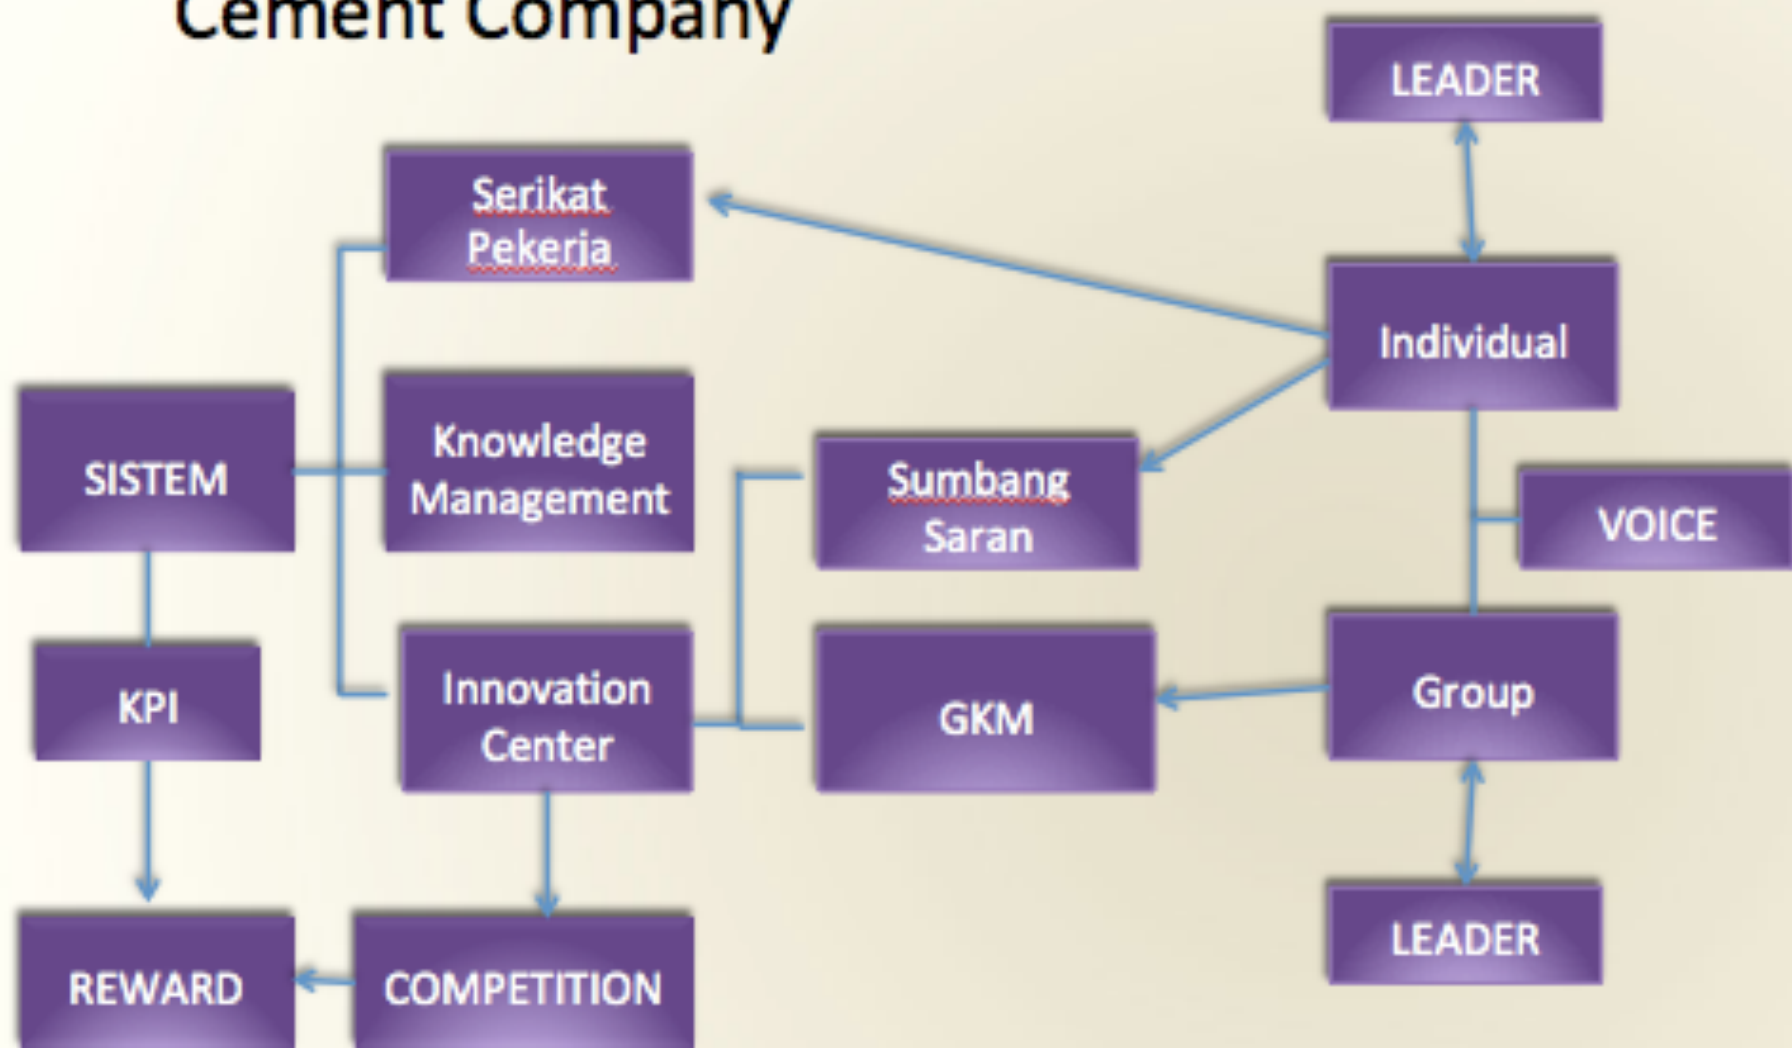 Cement Company
LEADER
Serikat
Pekerja
Individual
Knowledge
Management
SISTEM
Sumbang
Saran
VOICE
Innovation
Center
KPI
GKM
Group
LEADER
REWARD
COMPETITION